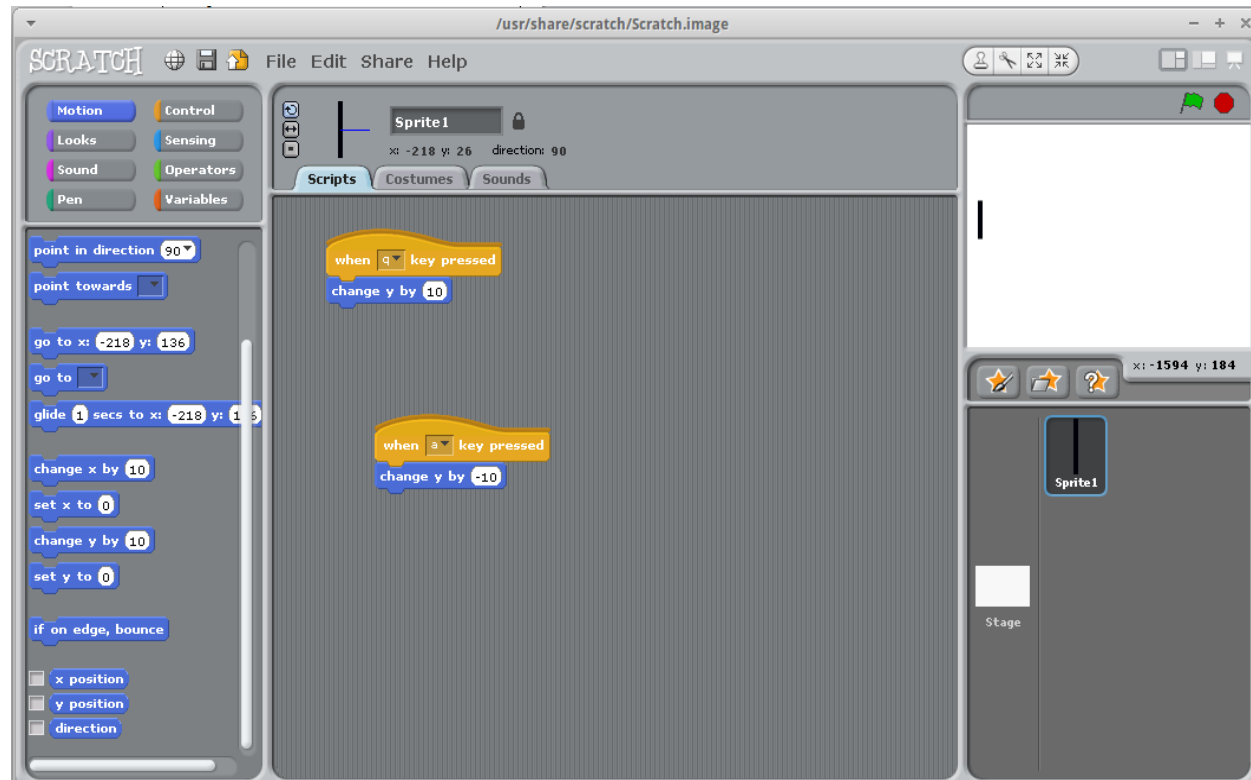 /usr/share/scratch/Scratch.image
SCRATCH File Edit Share Help
Motion Control
Looks Sensing
Sound Operators
Pen Variables
Sprite1
x: -218 y: 26 direction: 90
Scripts Costumes Sounds
point in direction 90
point towards
go to x: -218 y: 136
go to
glide 1 secs to x: -218 y: 1
change x by 10
set x to 0
change y by 10
set y to 0
if on edge, bounce
x position
y position
direction
when q key pressed
change y by 10
when a key pressed
change y by -10
x: -1594 y: 184
Sprite1
Stage